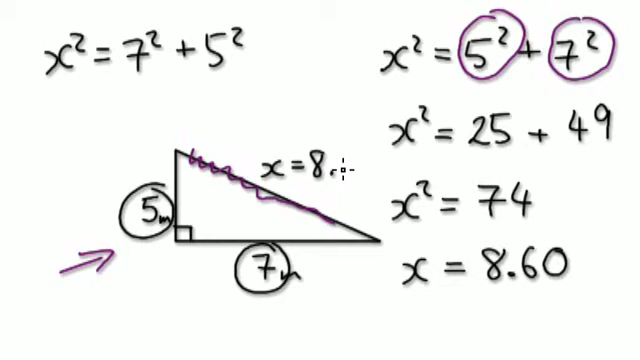 x² = 7² + 5²
x² = 5² + 7²
x² = 25 + 49
x = 8.
5m
x² = 74
7m
x = 8.60